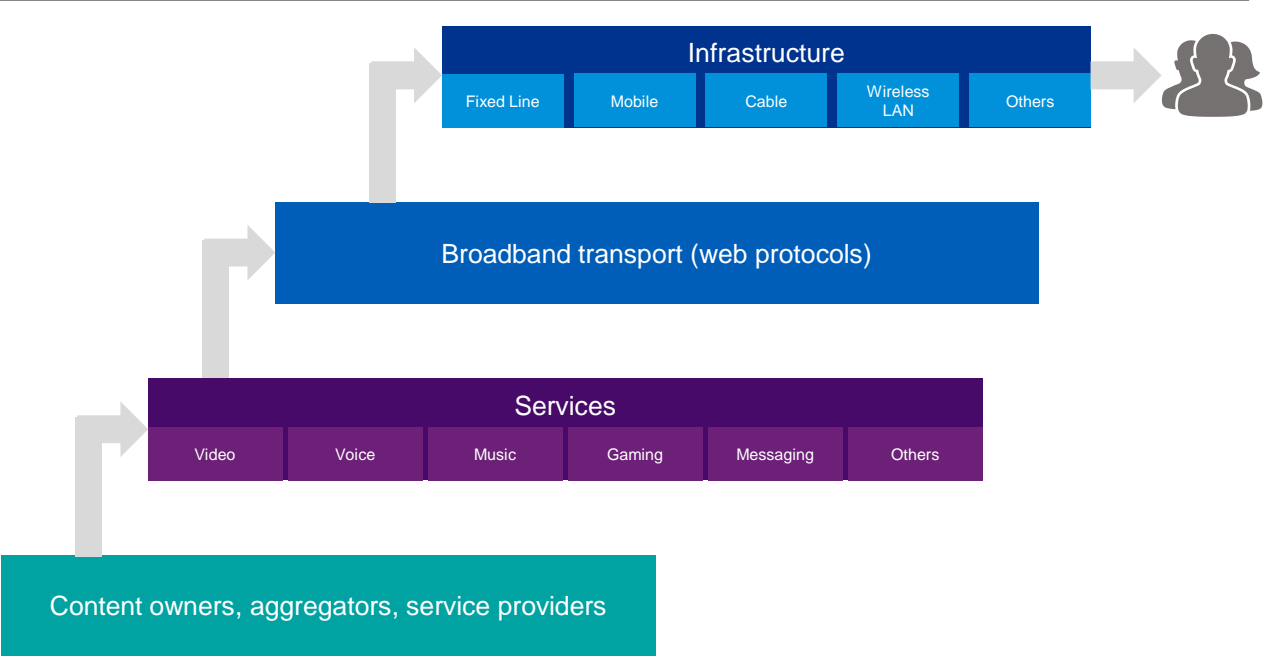 Infrastructure
Fixed Line
Mobile
Cable
Wireless
LAN
Others
Broadband transport (web protocols)
Services
Video
Voice
Music
Gaming
Messaging
Others
Content owners, aggregators, service providers